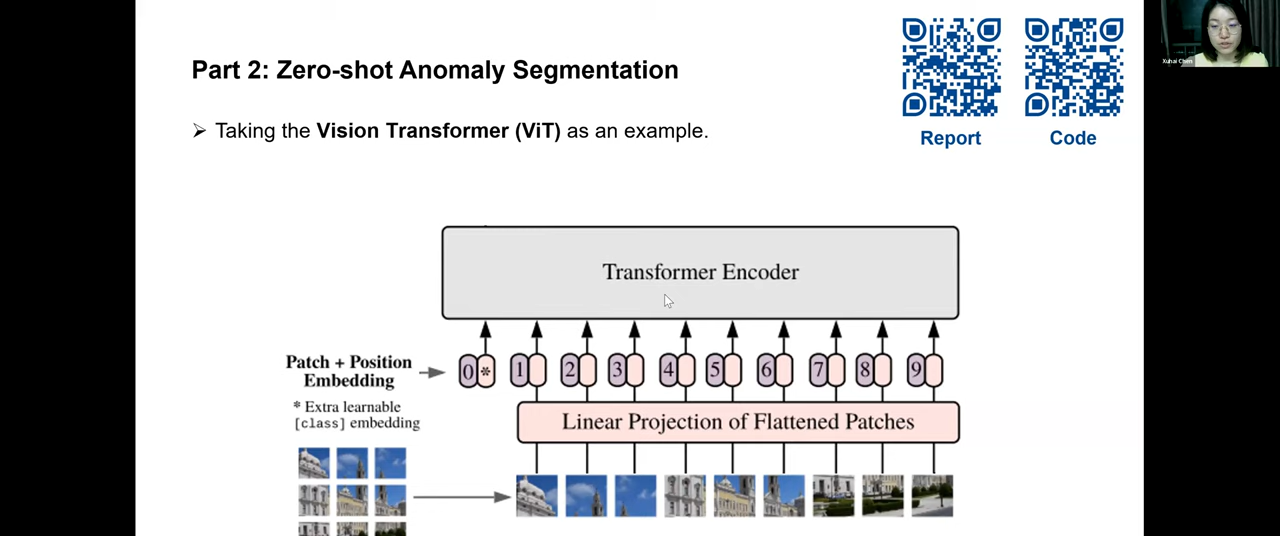 Part 2: Zero-shot Anomaly Segmentation
➢ Taking the Vision Transformer (ViT) as an example.
Report
Code
Xuhai Chen
Transformer Encoder
Patch + Position
Embedding
0 * 1 2 3 4 5 6 7 8 9
* Extra learnable
[class] embedding
Linear Projection of Flattened Patches